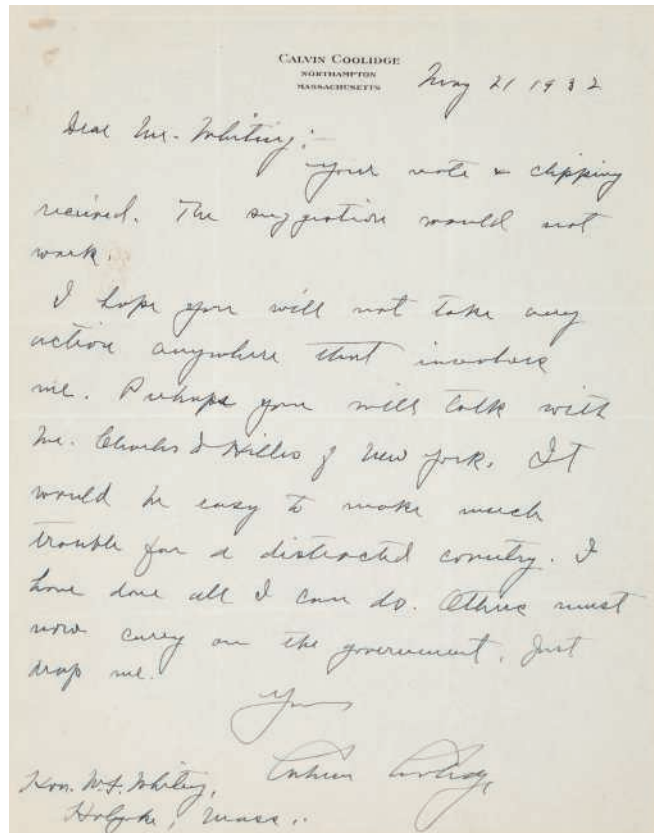 CALVIN COOLIDGE
NORTHAMPTON
MASSACHUSETTS
May 21 1932
Dear Mr. Whiting:-
Your note & clipping
received. The suggestion would not
work.
I hope you will not take any
action anywhere that involves
me. Perhaps you will talk with
Mr. Charles D Hilles of New York. It
would be easy to make much
trouble for a distracted country. I
have done all I can do. Others must
now carry on the government. Just
drop me.
Yours
Calvin Coolidge
Hon. W.F. Whiting,
Holyoke, Mass..